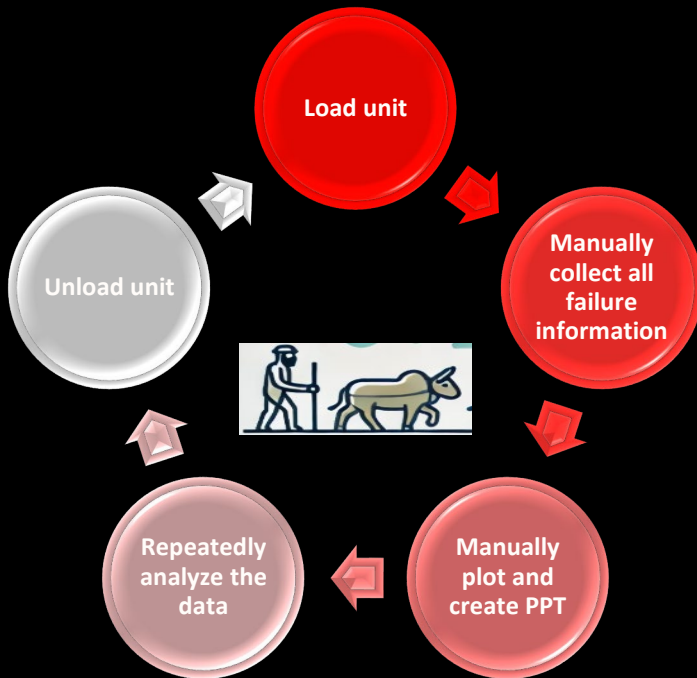 Load unit
Manually
collect all
failure
information
Manually
plot and
create PPT
Repeatedly
analyze the
data
Unload unit